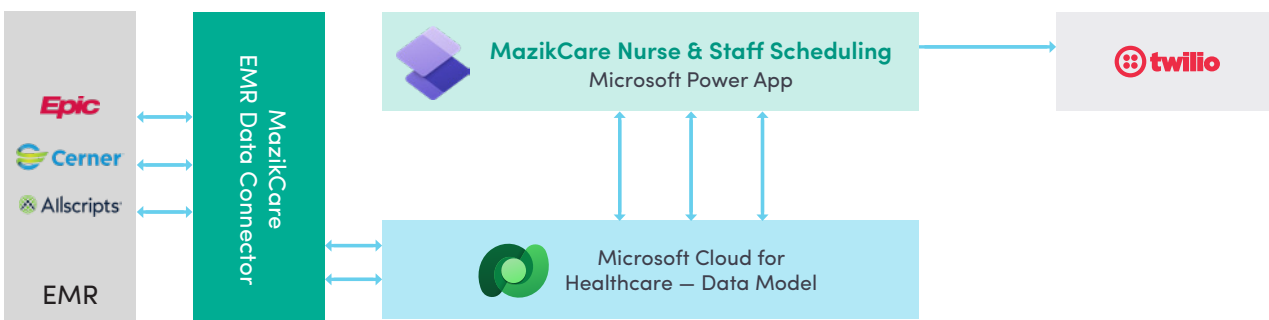 Epic
Cerner
Allscripts
EMR
MazikCare
EMR Data Connector
MazikCare Nurse & Staff Scheduling
Microsoft Power App
Microsoft Cloud for
Healthcare — Data Model
twilio